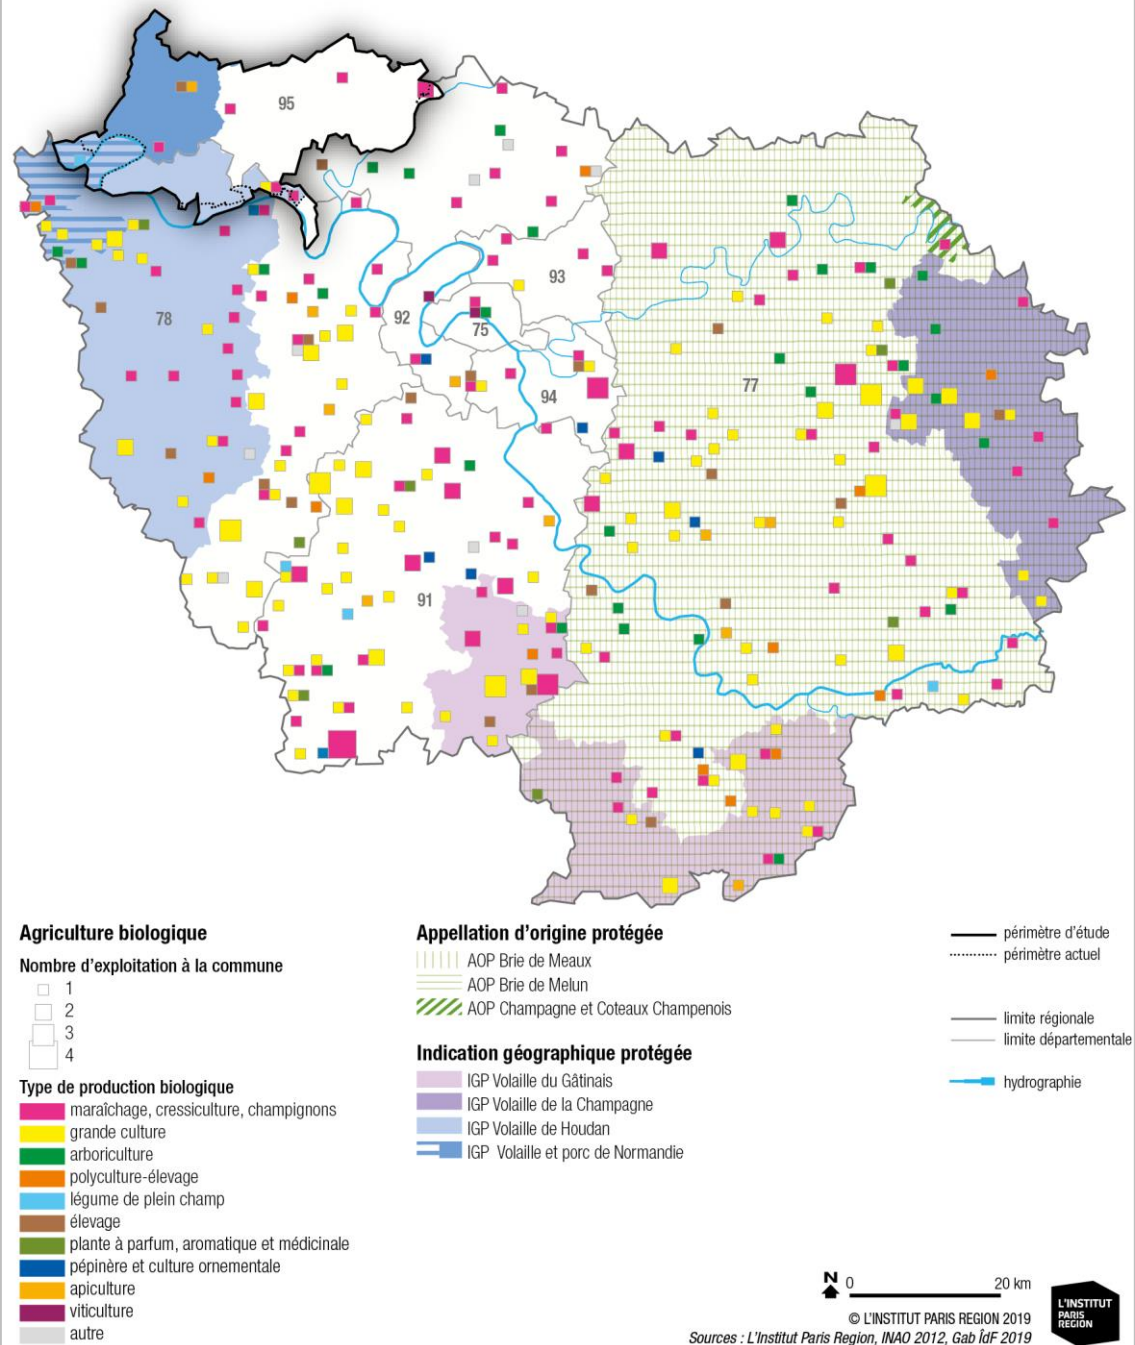 95
93
92
75
78
94
77
91
Agriculture biologique
Nombre d'exploitation à la commune
1
2
3
4
Type de production biologique
maraîchage, cressiculture, champignons
grande culture
arboriculture
polyculture-élevage
légume de plein champ
élevage
plante à parfum, aromatique et médicinale
pépinère et culture ornementale
apiculture
viticulture
autre
Appellation d'origine protégée
AOP Brie de Meaux
AOP Brie de Melun
AOP Champagne et Coteaux Champenois
Indication géographique protégée
IGP Volaille du Gâtinais
IGP Volaille de la Champagne
IGP Volaille de Houdan
IGP Volaille et porc de Normandie
périmètre d'étude
périmètre actuel
limite régionale
limite départementale
hydrographie
N 0 20 km
© L'INSTITUT PARIS REGION 2019
Sources : L'Institut Paris Region, INAO 2012, Gab ÎdF 2019
L'INSTITUT
PARIS
REGION